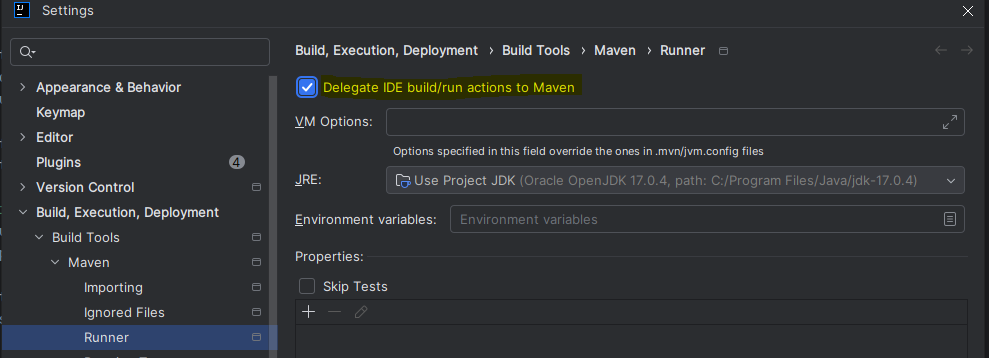 Settings
Build, Execution, Deployment › Build Tools › Maven › Runner
Appearance & Behavior
Keymap
Editor
Plugins 4
Version Control
Build, Execution, Deployment
Build Tools
Maven
Importing
Ignored Files
Runner
Delegate IDE build/run actions to Maven
VM Options:
Options specified in this field override the ones in .mvn/jvm.config files
JRE: Use Project JDK (Oracle OpenJDK 17.0.4, path: C:/Program Files/Java/jdk-17.0.4)
Environment variables: Environment variables
Properties:
Skip Tests